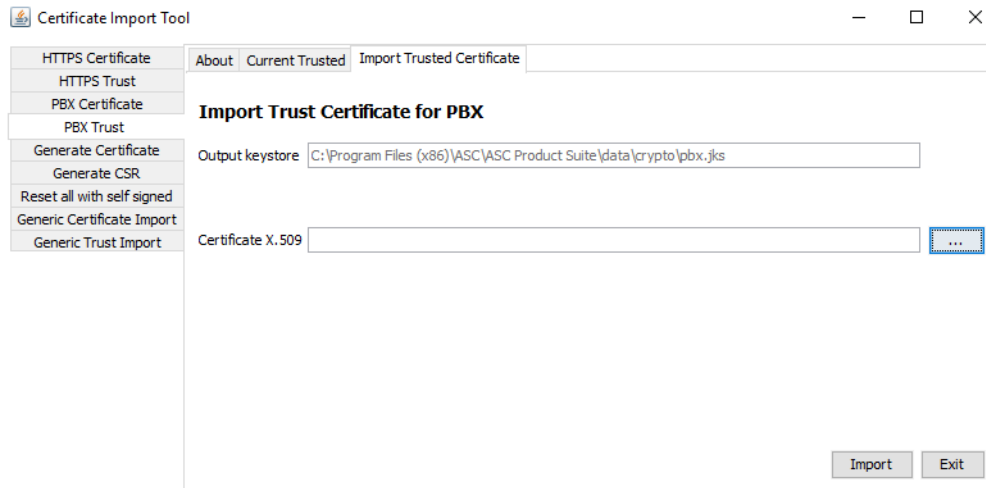 Certificate Import Tool
HTTPS Certificate
HTTPS Trust
PBX Certificate
PBX Trust
Generate Certificate
Generate CSR
Reset all with self signed
Generic Certificate Import
Generic Trust Import
About Current Trusted Import Trusted Certificate
Import Trust Certificate for PBX
Output keystore C:\Program Files (x86)\ASC\ASC Product Suite\data\crypto\pbx.jks
Certificate X.509 ...
Import Exit